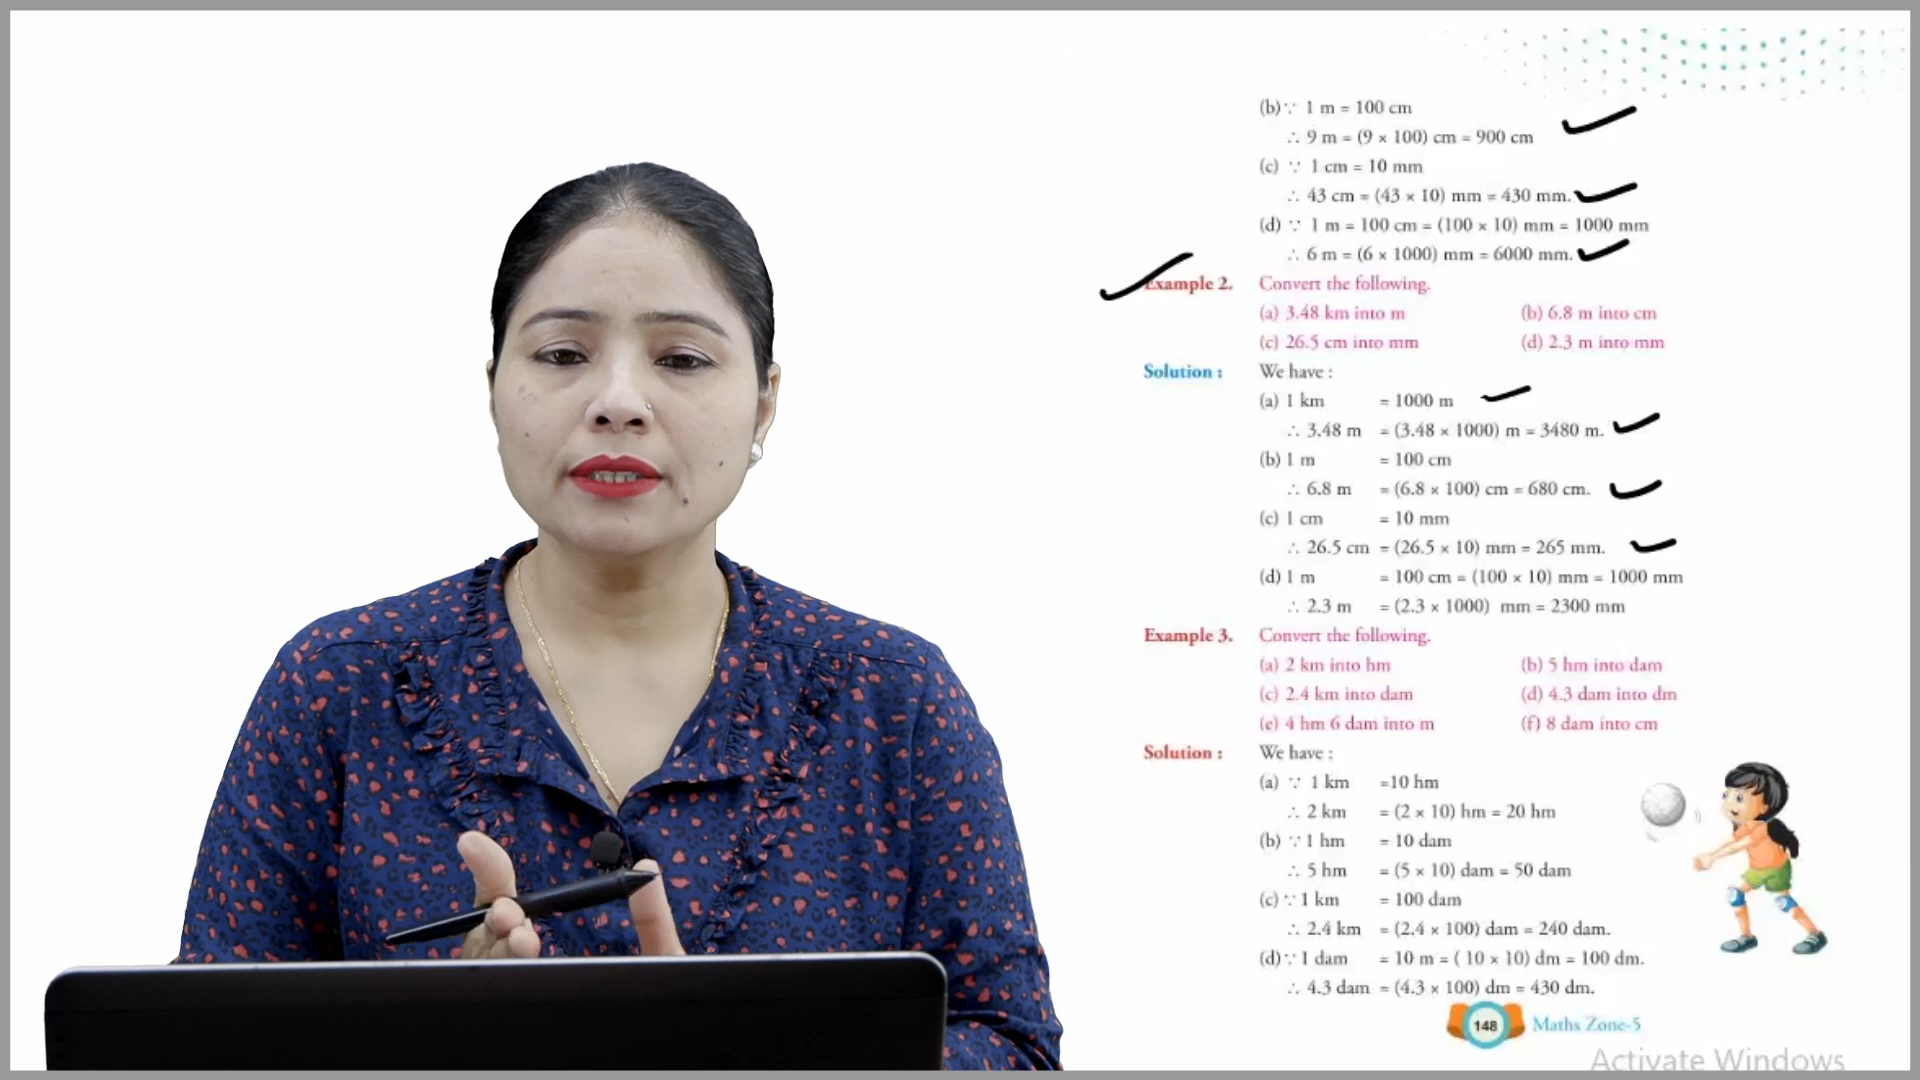 (b) ∵ 1 m = 100 cm
∴ 9 m = (9 × 100) cm = 900 cm
(c) ∵ 1 cm = 10 mm
∴ 43 cm = (43 × 10) mm = 430 mm.
(d) ∵ 1 m = 100 cm = (100 × 10) mm = 1000 mm
∴ 6 m = (6 × 1000) mm = 6000 mm.
Example 2. Convert the following.
(a) 3.48 km into m (b) 6.8 m into cm
(c) 26.5 cm into mm (d) 2.3 m into mm
Solution : We have :
(a) 1 km = 1000 m
∴ 3.48 m = (3.48 × 1000) m = 3480 m.
(b) 1 m = 100 cm
∴ 6.8 m = (6.8 × 100) cm = 680 cm.
(c) 1 cm = 10 mm
∴ 26.5 cm = (26.5 × 10) mm = 265 mm.
(d) 1 m = 100 cm = (100 × 10) mm = 1000 mm
∴ 2.3 m = (2.3 × 1000) mm = 2300 mm
Example 3. Convert the following.
(a) 2 km into hm (b) 5 hm into dam
(c) 2.4 km into dam (d) 4.3 dam into dm
(e) 4 hm 6 dam into m (f) 8 dam into cm
Solution : We have :
(a) ∵ 1 km =10 hm
∴ 2 km = (2 × 10) hm = 20 hm
(b) ∵ 1 hm = 10 dam
∴ 5 hm = (5 × 10) dam = 50 dam
(c) ∵ 1 km = 100 dam
∴ 2.4 km = (2.4 × 100) dam = 240 dam.
(d) ∵ 1 dam = 10 m = ( 10 × 10) dm = 100 dm.
∴ 4.3 dam = (4.3 × 100) dm = 430 dm.
148 Maths Zone-5
Activate Windows